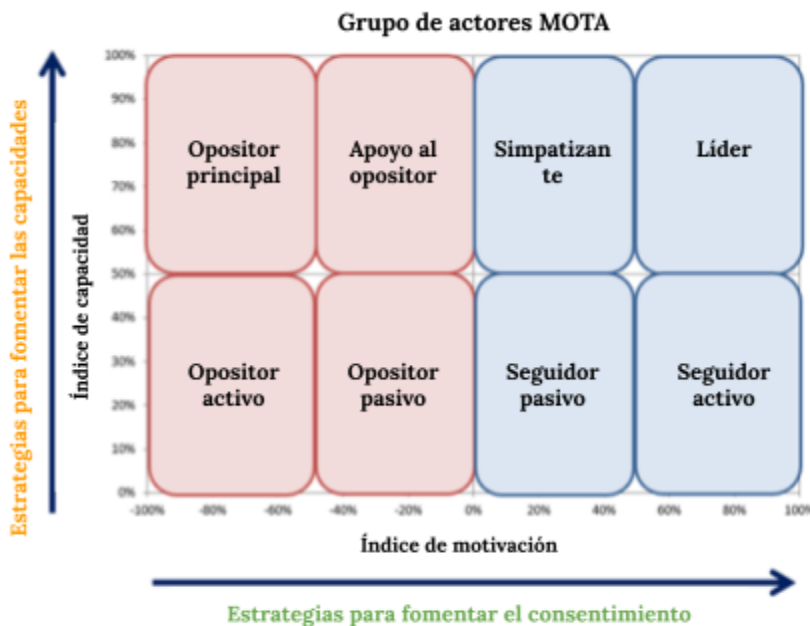 Grupo de actores MOTA
Estrategias para fomentar las capacidades
Índice de capacidad
100%
90%
80%
70%
60%
50%
40%
30%
20%
10%
0%
Opositor
principal
Apoyo al
opositor
Simpatizan
te
Líder
Opositor
activo
Opositor
pasivo
Seguidor
pasivo
Seguidor
activo
-100%
-80%
-60%
-40%
-20%
0%
20%
40%
60%
80%
100%
Índice de motivación
Estrategias para fomentar el consentimiento